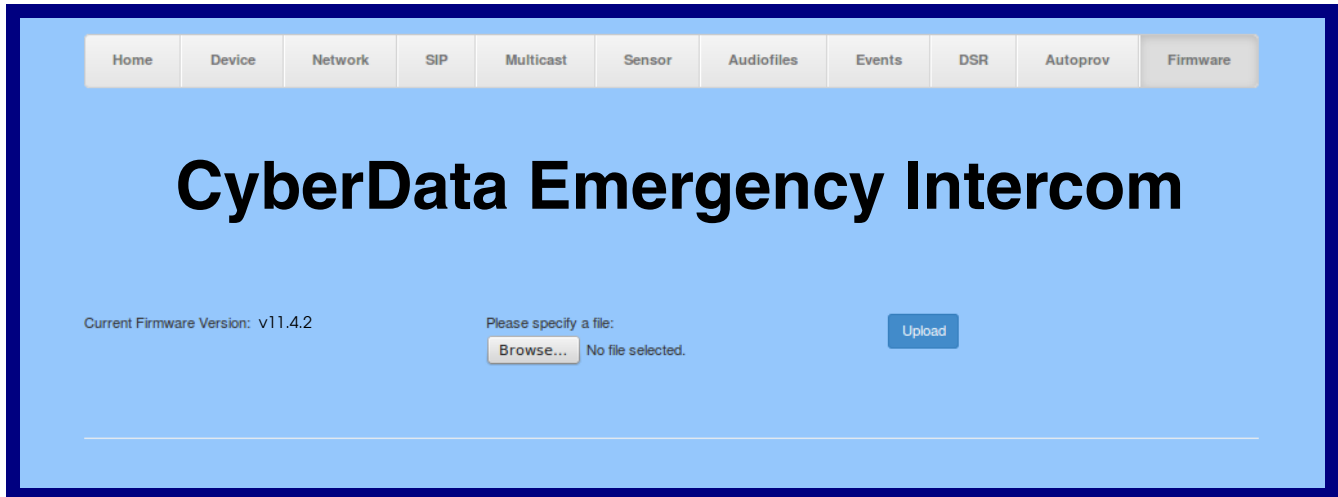 Home Device Network SIP Multicast Sensor Audiofiles Events DSR Autoprov Firmware
CyberData Emergency Intercom
Current Firmware Version: v11.4.2
Please specify a file:
Browse... No file selected.
Upload